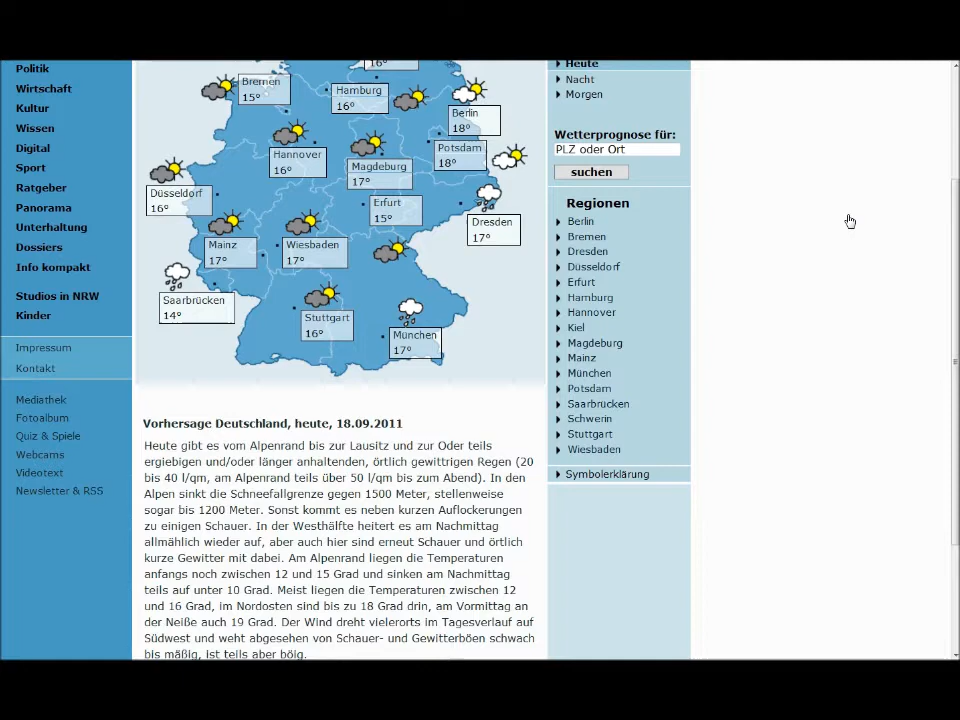 Politik
Wirtschaft
Kultur
Wissen
Digital
Sport
Ratgeber
Panorama
Unterhaltung
Dossiers
Info kompakt
Studios in NRW
Kinder
Impressum
Kontakt
Mediathek
Fotoalbum
Quiz & Spiele
Webcams
Videotext
Newsletter & RSS
16°
Bremen
15°
Hamburg
16°
Berlin
18°
Hannover
16°
Potsdam
18°
Magdeburg
17°
Düsseldorf
16°
Erfurt
15°
Dresden
17°
Mainz
17°
Wiesbaden
17°
Saarbrücken
14°
Stuttgart
16°
München
17°
Vorhersage Deutschland, heute, 18.09.2011
Heute gibt es vom Alpenrand bis zur Lausitz und zur Oder teils
ergiebigen und/oder länger anhaltenden, örtlich gewittrigen Regen (20
bis 40 l/qm, am Alpenrand teils über 50 l/qm bis zum Abend). In den
Alpen sinkt die Schneefallgrenze gegen 1500 Meter, stellenweise
sogar bis 1200 Meter. Sonst kommt es neben kurzen Auflockerungen
zu einigen Schauer. In der Westhälfte heitert es am Nachmittag
allmählich wieder auf, aber auch hier sind erneut Schauer und örtlich
kurze Gewitter mit dabei. Am Alpenrand liegen die Temperaturen
anfangs noch zwischen 12 und 15 Grad und sinken am Nachmittag
teils auf unter 10 Grad. Meist liegen die Temperaturen zwischen 12
und 16 Grad, im Nordosten sind bis zu 18 Grad drin, am Vormittag an
der Neiße auch 19 Grad. Der Wind dreht vielerorts im Tagesverlauf auf
Südwest und weht abgesehen von Schauer- und Gewitterböen schwach
bis mäßig, ist teils aber böig.
Heute
Nacht
Morgen
Wetterprognose für:
PLZ oder Ort
suchen
Regionen
Berlin
Bremen
Dresden
Düsseldorf
Erfurt
Hamburg
Hannover
Kiel
Magdeburg
Mainz
München
Potsdam
Saarbrücken
Schwerin
Stuttgart
Wiesbaden
Symbolerklärung